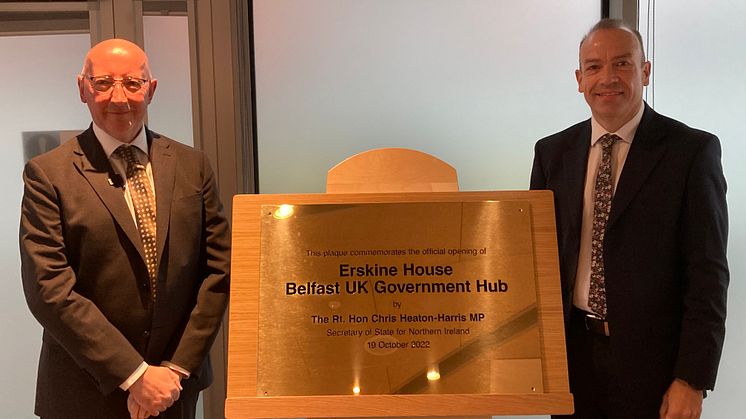 This plaque commemorates the official opening of
Erskine House
Belfast UK Government Hub
by
The Rt. Hon Chris Heaton-Harris MP
Secretary of State for Northern Ireland
19 October 2022